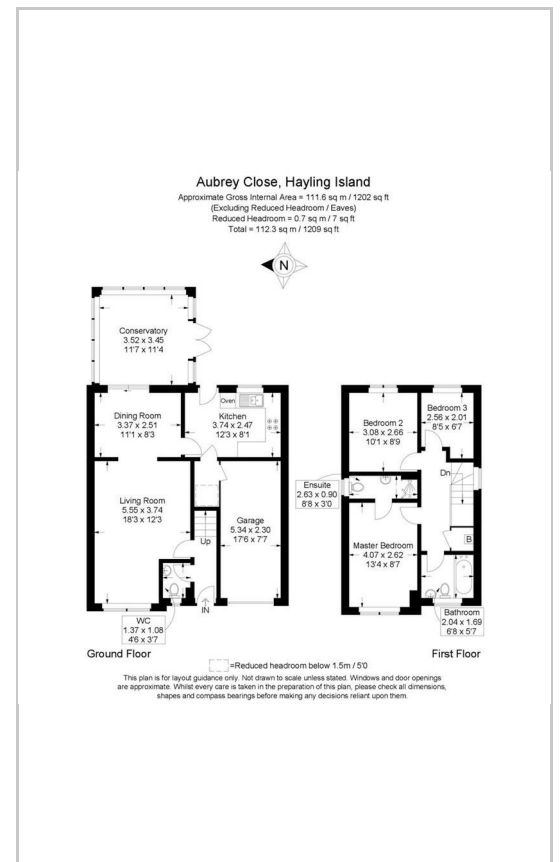 Aubrey Close, Hayling Island
Approximate Gross Internal Area = 111.6 sq m / 1202 sq ft
(Excluding Reduced Headroom / Eaves)
Reduced Headroom = 0.7 sq m / 7 sq ft
Total = 112.3 sq m / 1209 sq ft
N
Conservatory
3.52 x 3.45
11'7 x 11'4
Dining Room
3.37 x 2.51
11'1 x 8'3
Oven
Kitchen
3.74 x 2.47
12'3 x 8'1
Living Room
5.55 x 3.74
18'3 x 12'3
Up
Garage
5.34 x 2.30
17'6 x 7'7
IN
WC
1.37 x 1.08
4'6 x 3'7
Ground Floor
Bedroom 2
3.08 x 2.66
10'1 x 8'9
Bedroom 3
2.56 x 2.01
8'5 x 6'7
Dn
Ensuite
2.63 x 0.90
8'8 x 3'0
Master Bedroom
4.07 x 2.62
13'4 x 8'7
B
Bathroom
2.04 x 1.69
6'8 x 5'7
First Floor
=Reduced headroom below 1.5m / 5'0
This plan is for layout guidance only. Not drawn to scale unless stated. Windows and door openings
are approximate. Whilst every care is taken in the preparation of this plan, please check all dimensions,
shapes and compass bearings before making any decisions reliant upon them.